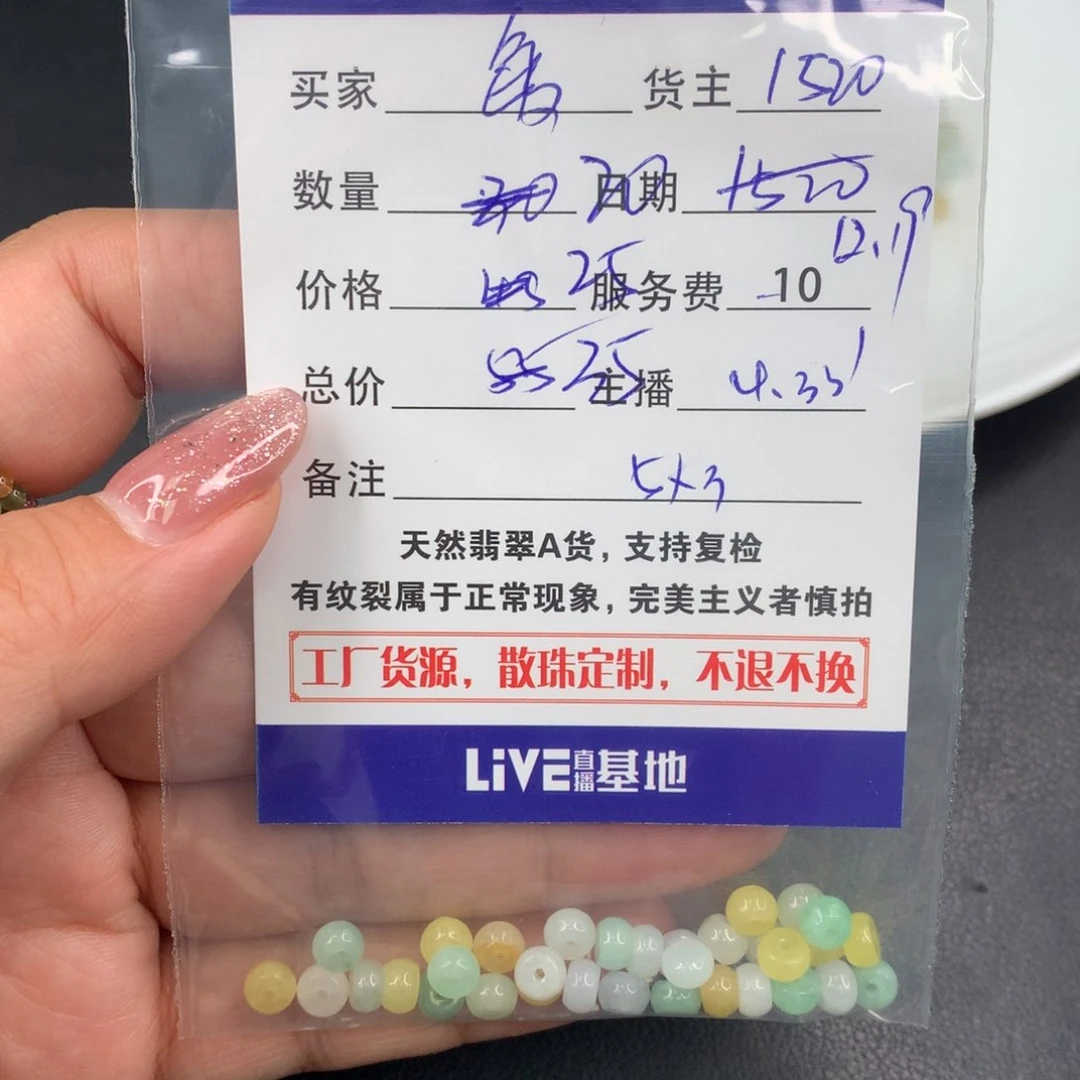 买家 货主 1520
数量 日期 1520
12.19
价格 25 服务费 10
总价 25 主播 4.33
备注 5x3
天然翡翠A货，支持复检
有纹裂属于正常现象，完美主义者慎拍
工厂货源，散珠定制，不退不换
LiVE直播基地